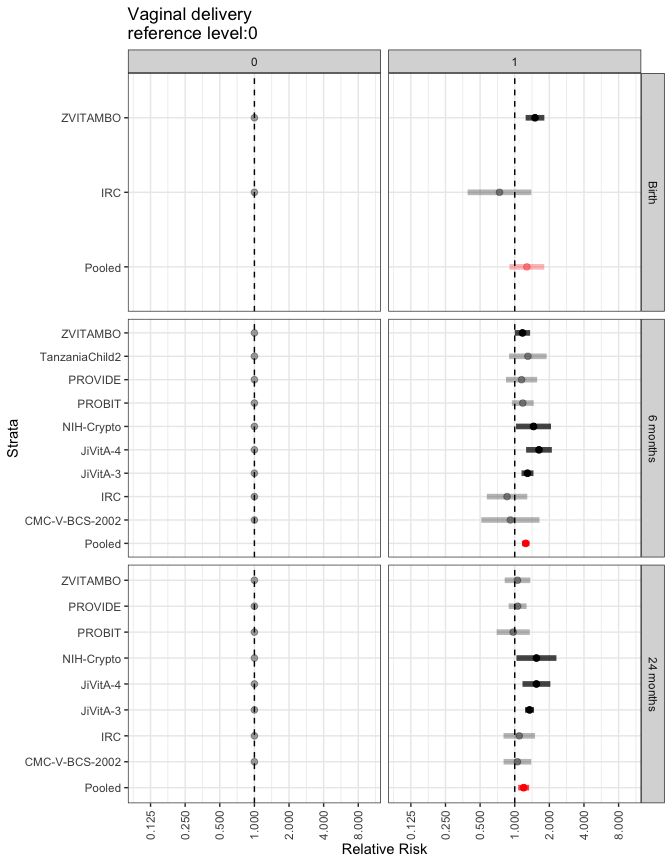 Vaginal delivery
reference level:0
0
1
ZVITAMBO
IRC
Pooled
Birth
ZVITAMBO
TanzaniaChild2
PROVIDE
PROBIT
NIH-Crypto
JiVitA-4
JiVitA-3
IRC
CMC-V-BCS-2002
Pooled
6 months
ZVITAMBO
PROVIDE
PROBIT
NIH-Crypto
JiVitA-4
JiVitA-3
IRC
CMC-V-BCS-2002
Pooled
24 months
Strata
0.125 0.250 0.500 1.000 2.000 4.000 8.000
0.125 0.250 0.500 1.000 2.000 4.000 8.000
Relative Risk